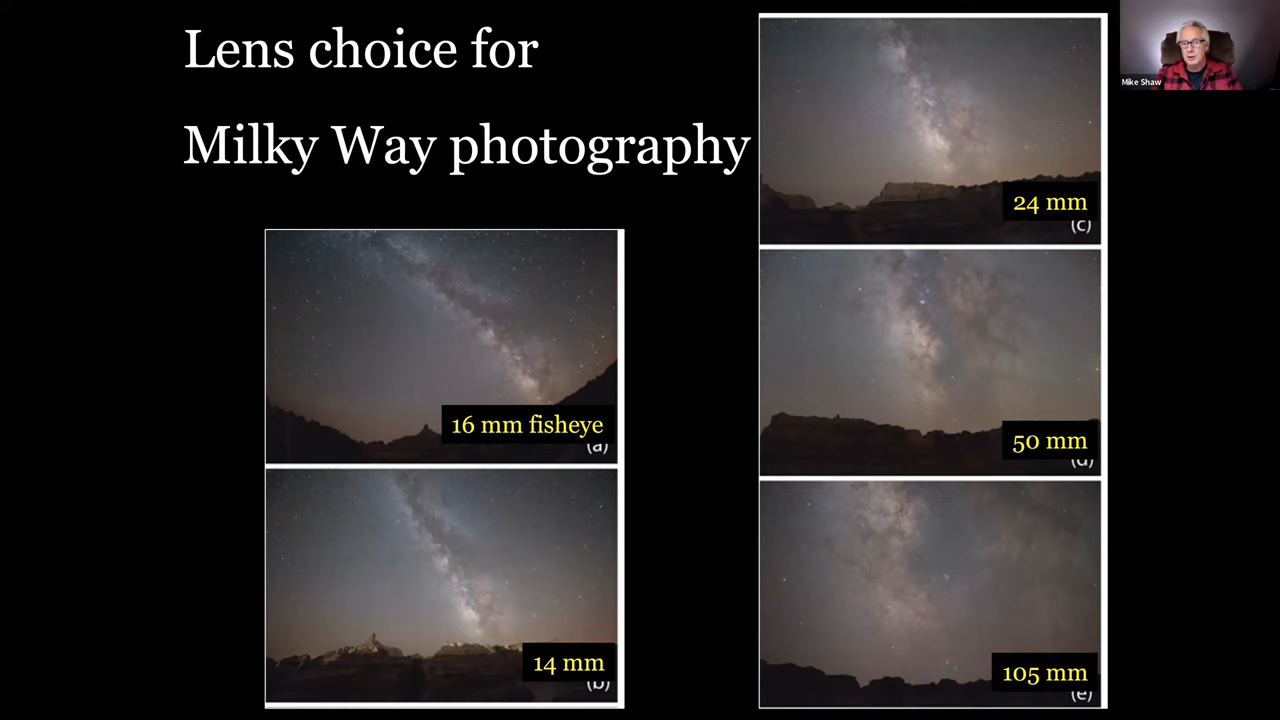 Lens choice for
Milky Way photography
Mike Shaw
16 mm fisheye
(a)
14 mm
(b)
24 mm
(c)
50 mm
(d)
105 mm
(e)